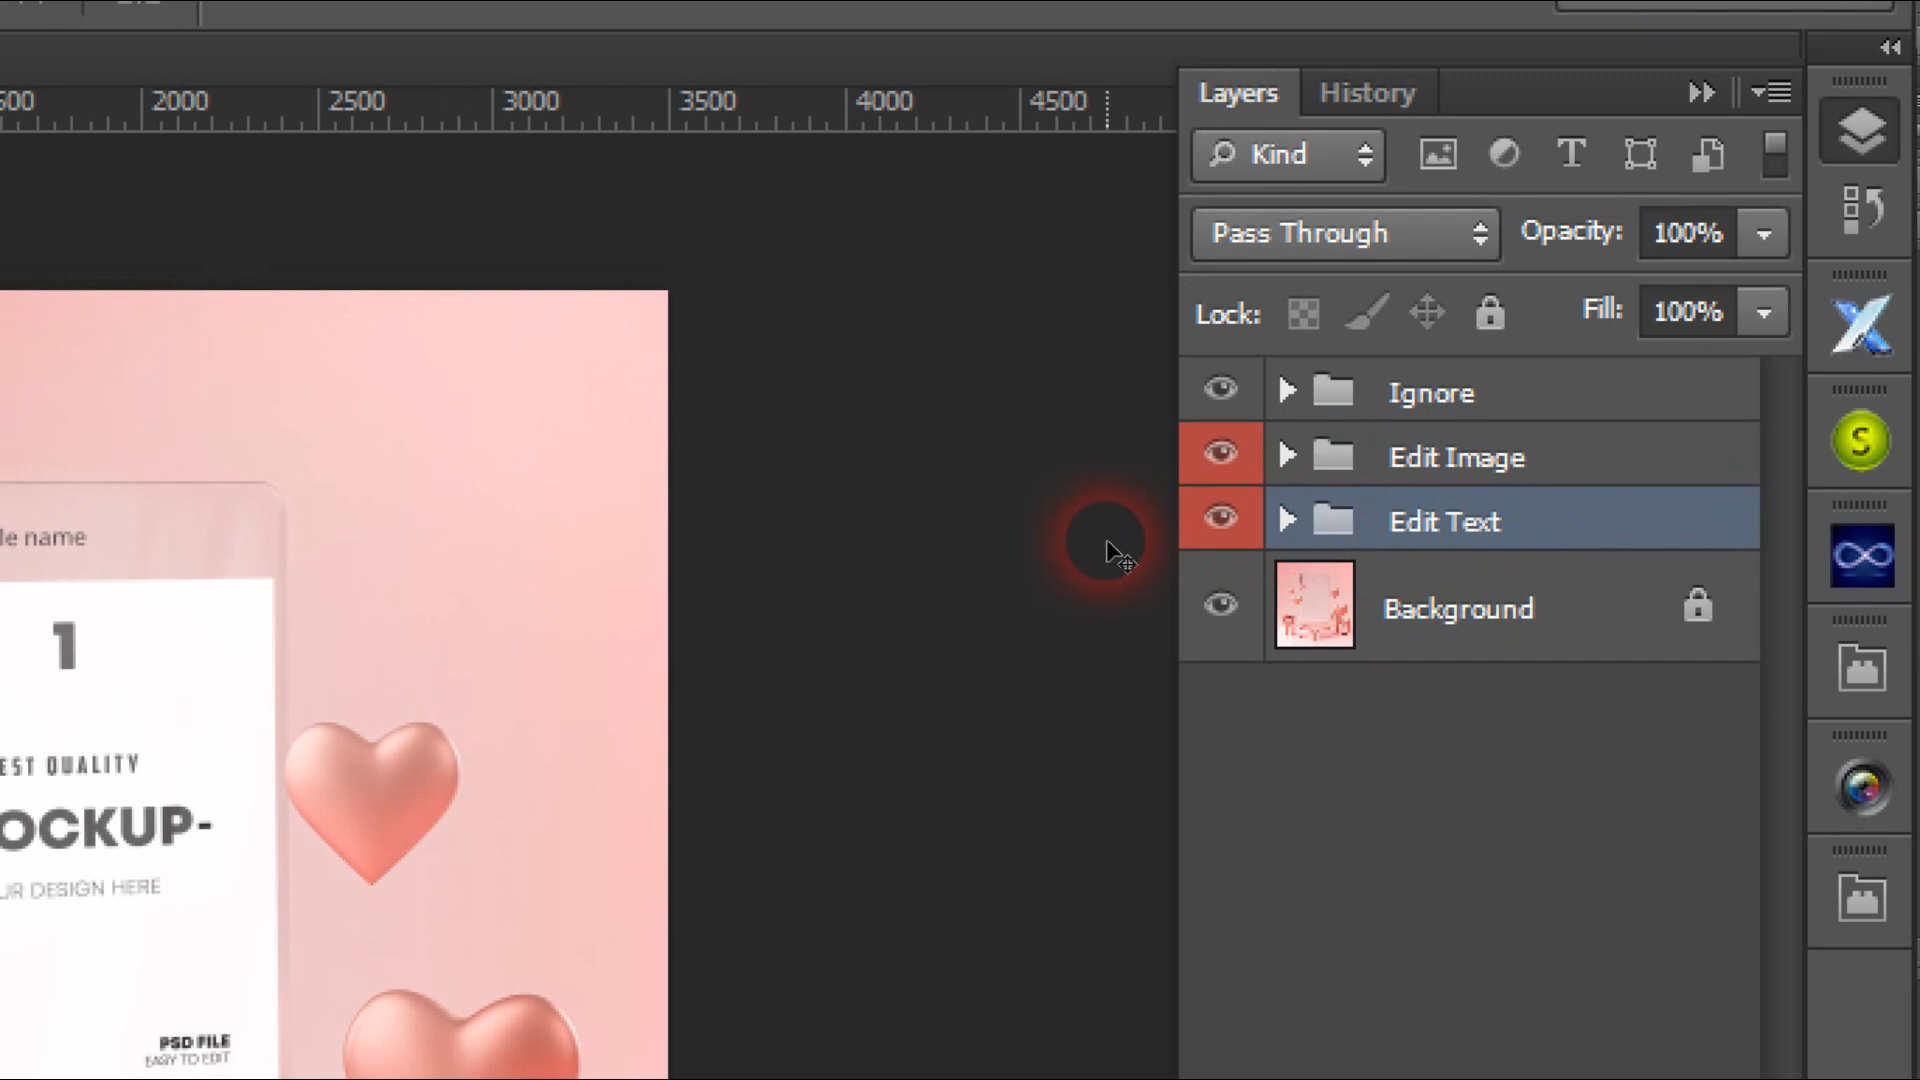 2000 2500 3000 3500 4000 4500
Layers History
Kind
Pass Through Opacity: 100%
Lock: Fill: 100%
Ignore
Edit Image
Edit Text
Background
le name
1
EST QUALITY
OCKUP-
UR DESIGN HERE
PSD FILE
EASY TO EDIT
S